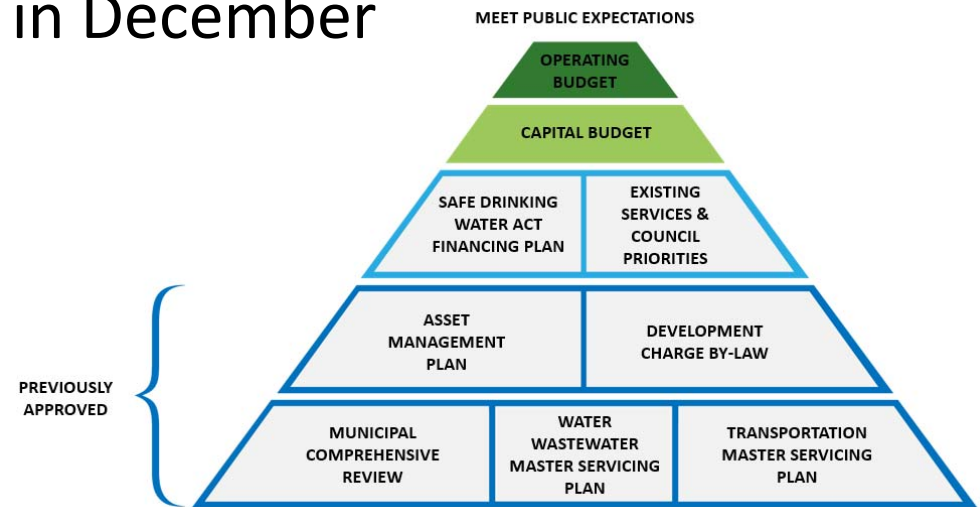 in December
MEET PUBLIC EXPECTATIONS
OPERATING
BUDGET
CAPITAL BUDGET
SAFE DRINKING
WATER ACT
FINANCING PLAN
EXISTING
SERVICES &
COUNCIL
PRIORITIES
ASSET
MANAGEMENT
PLAN
DEVELOPMENT
CHARGE BY-LAW
PREVIOUSLY
APPROVED
MUNICIPAL
COMPREHENSIVE
REVIEW
WATER
WASTEWATER
MASTER SERVICING
PLAN
TRANSPORTATION
MASTER SERVICING
PLAN